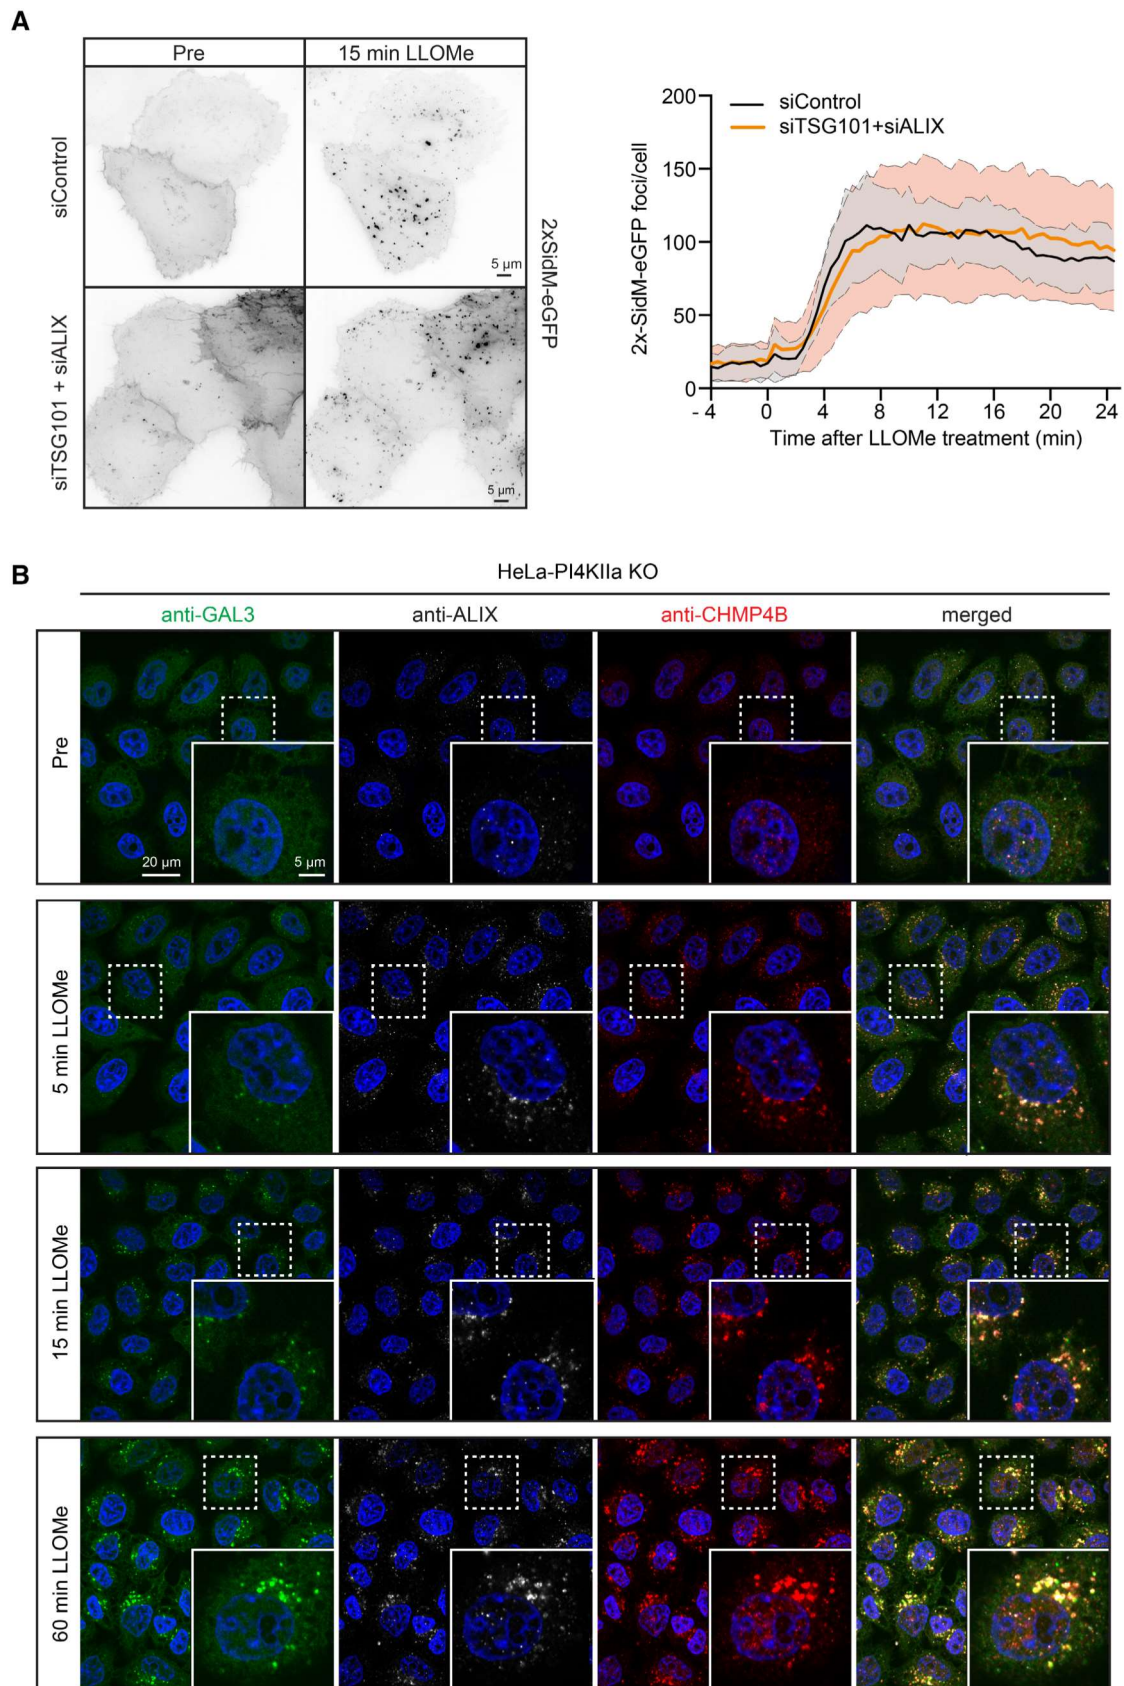 A
Pre
15 min LLOMe
siControl
siTSG101 + siALIX
5 µm
5 µm
2xSidM-eGFP
siControl
siTSG101+siALIX
2x-SidM-eGFP foci/cell
200
150
100
50
0
- 4
0
4
8
12
16
20
24
Time after LLOMe treatment (min)
B
HeLa-PI4KIIa KO
anti-GAL3
anti-ALIX
anti-CHMP4B
merged
Pre
20 µm
5 µm
5 min LLOMe
15 min LLOMe
60 min LLOMe